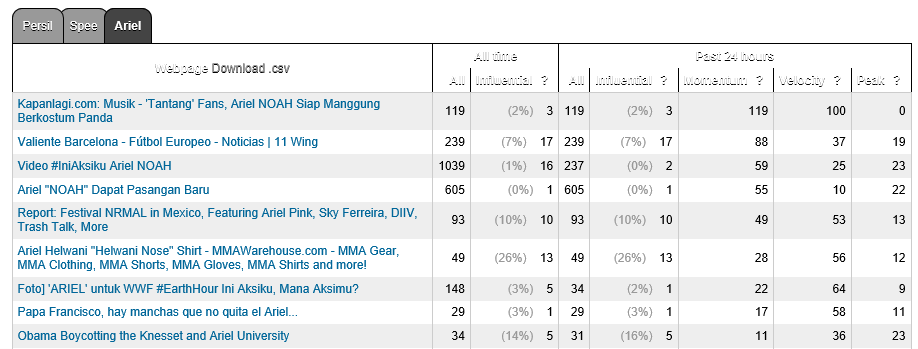 Persil Spee Ariel
All time Past 24 hours
Webpage Download .csv
All Influential ? All Influential ? Momentum ? Velocity ? Peak ?
Kapanlagi.com: Musik - 'Tantang' Fans, Ariel NOAH Siap Manggung
Berkostum Panda
119 (2%) 3 119 (2%) 3 119 100 0
Valiente Barcelona - Fútbol Europeo - Noticias | 11 Wing 239 (7%) 17 239 (7%) 17 88 37 19
Video #IniAksiku Ariel NOAH 1039 (1%) 16 237 (0%) 2 59 25 23
Ariel "NOAH" Dapat Pasangan Baru 605 (0%) 1 605 (0%) 1 55 10 22
Report: Festival NRMAL in Mexico, Featuring Ariel Pink, Sky Ferreira, DIIV,
Trash Talk, More
93 (10%) 10 93 (10%) 10 49 53 13
Ariel Helwani "Helwani Nose" Shirt - MMAWarehouse.com - MMA Gear,
MMA Clothing, MMA Shorts, MMA Gloves, MMA Shirts and more!
49 (26%) 13 49 (26%) 13 28 56 12
Foto] 'ARIEL' untuk WWF #EarthHour Ini Aksiku, Mana Aksimu? 148 (3%) 5 34 (2%) 1 22 64 9
Papa Francisco, hay manchas que no quita el Ariel... 29 (3%) 1 29 (3%) 1 17 58 11
Obama Boycotting the Knesset and Ariel University 34 (14%) 5 31 (16%) 5 11 36 23